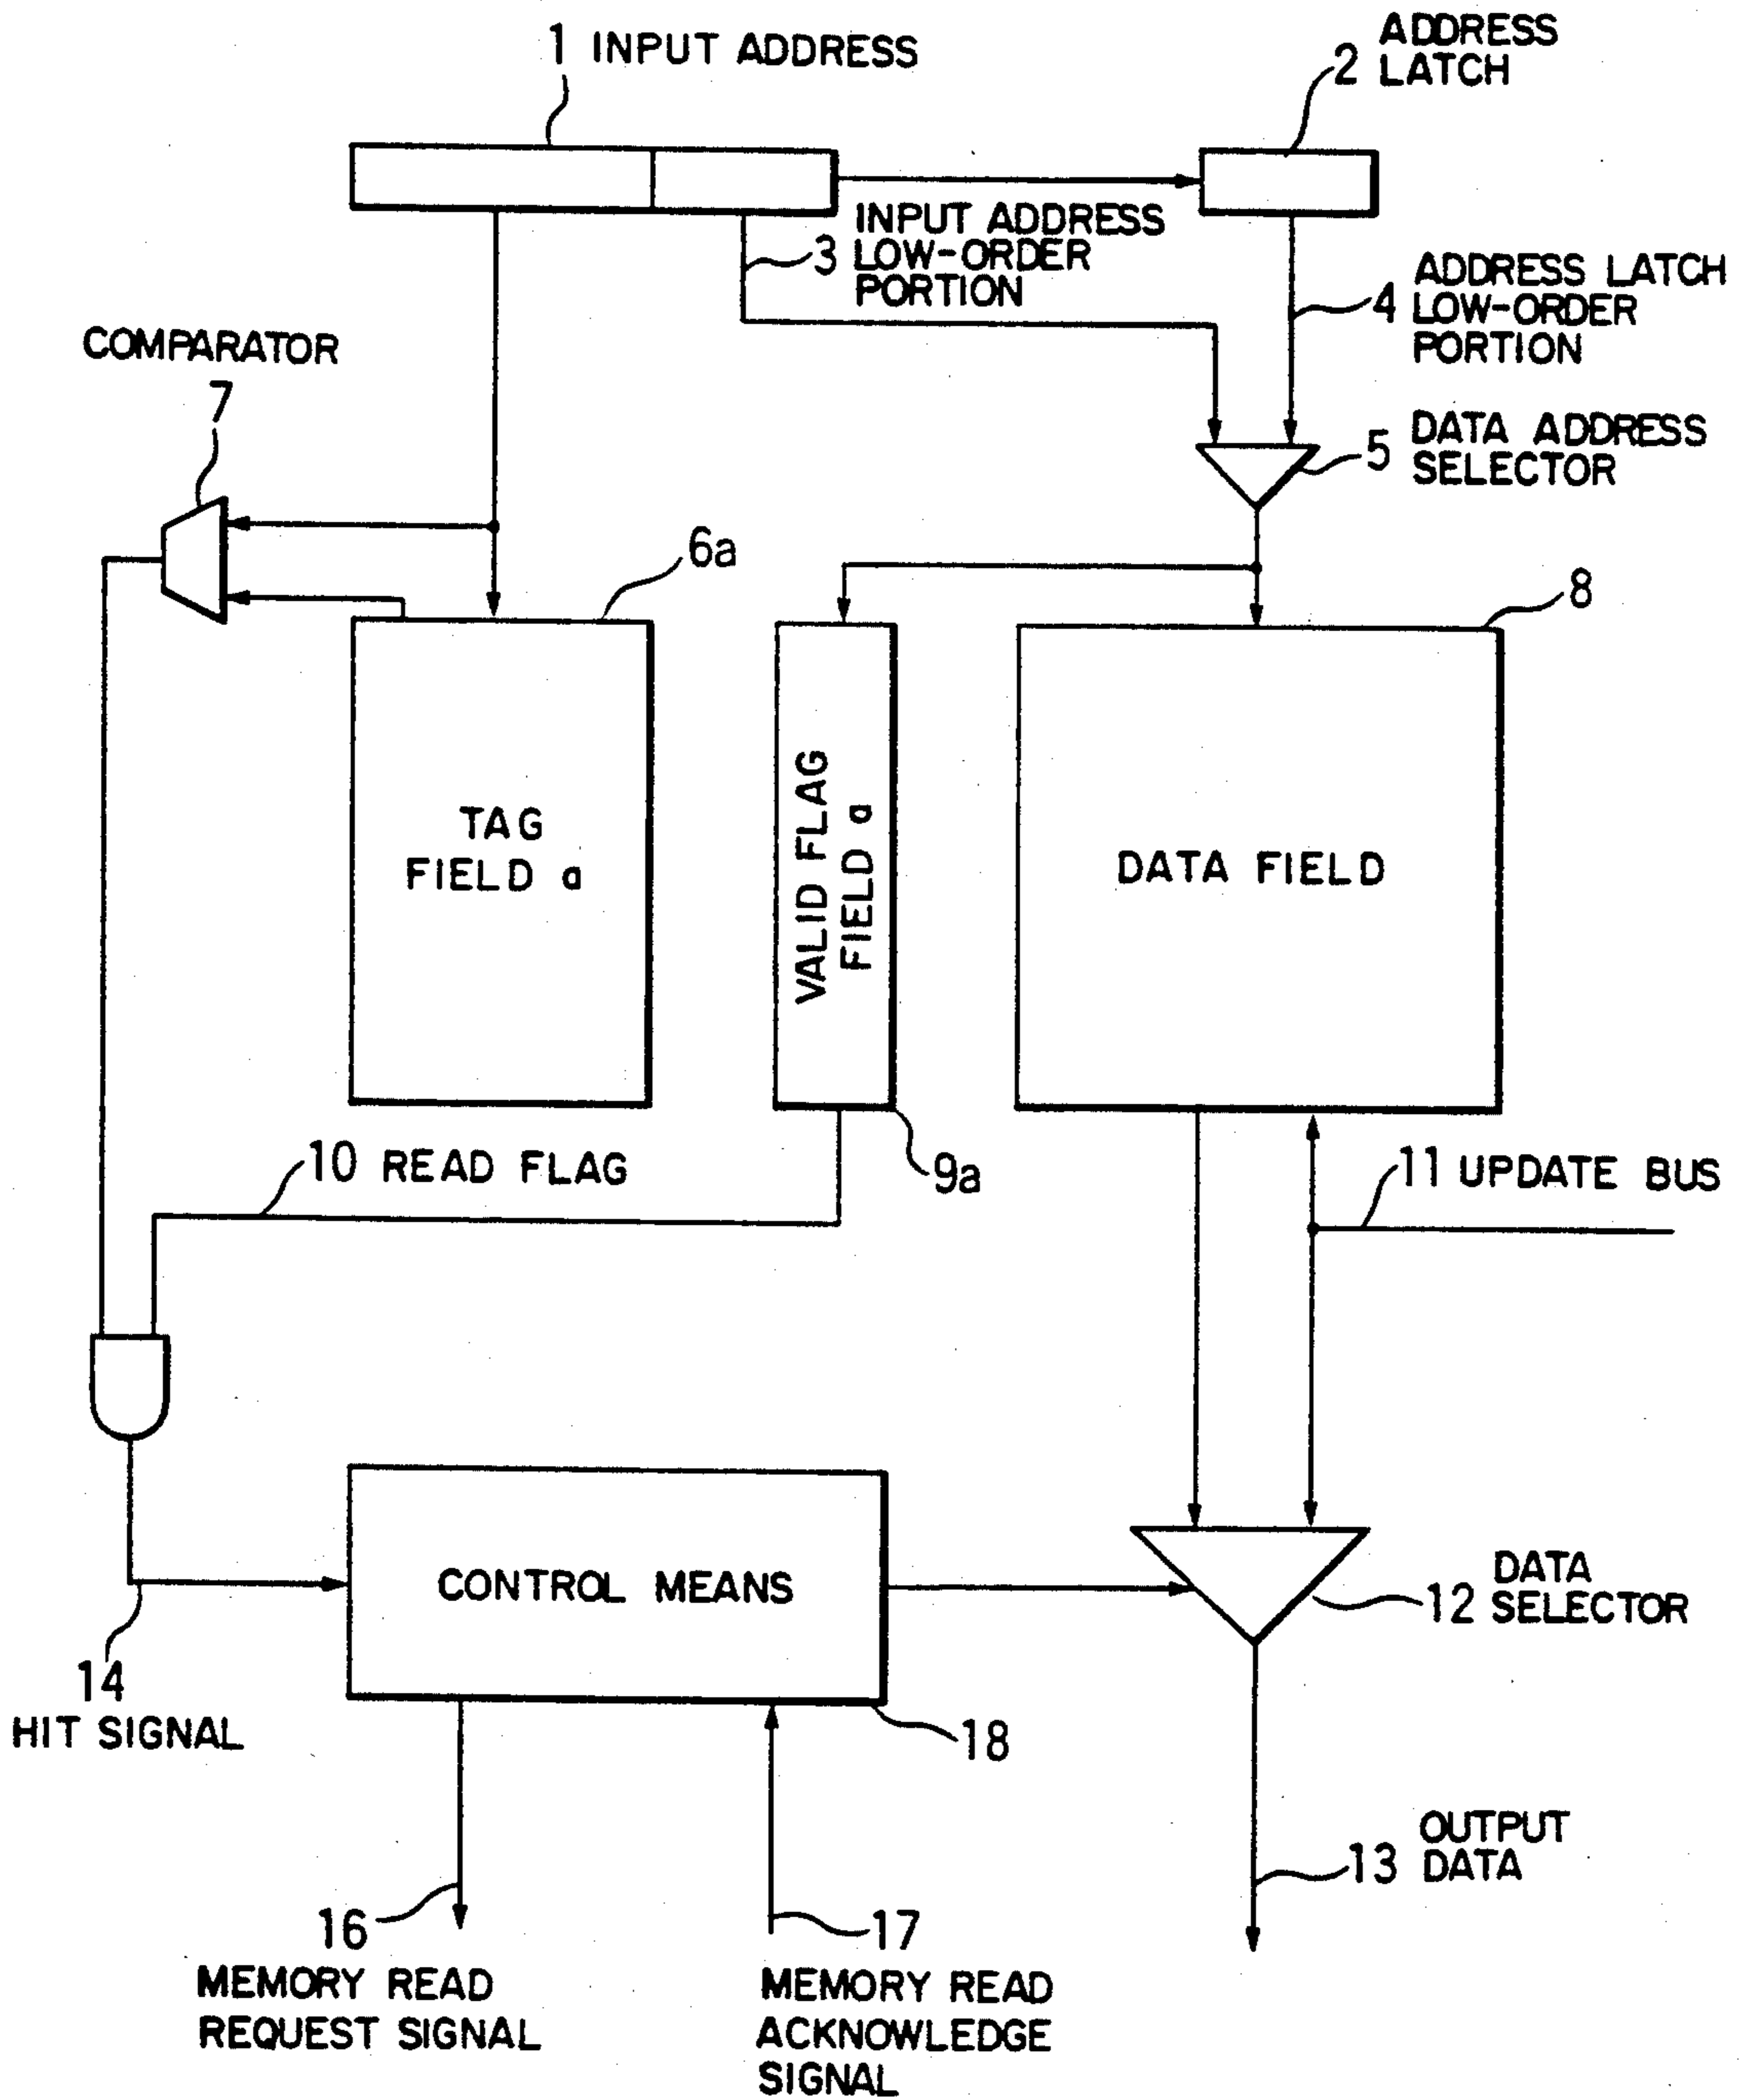 1 INPUT ADDRESS
2 ADDRESS
LATCH
3 INPUT ADDRESS
LOW-ORDER
PORTION
4 ADDRESS LATCH
LOW-ORDER
PORTION
COMPARATOR
7
5 DATA ADDRESS
SELECTOR
6a
8
TAG
FIELD a
VALID FLAG
FIELD a
DATA FIELD
10 READ FLAG
9a
11 UPDATE BUS
CONTROL MEANS
12 DATA
SELECTOR
14
HIT SIGNAL
18
13 OUTPUT
DATA
16
MEMORY READ
REQUEST SIGNAL
17
MEMORY READ
ACKNOWLEDGE
SIGNAL